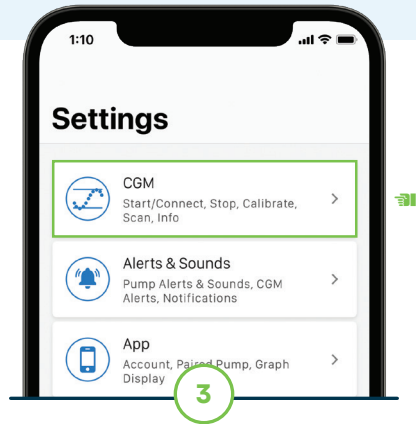 1:10
Settings
CGM
Start/Connect, Stop, Calibrate,
Scan, Info
Alerts & Sounds
Pump Alerts & Sounds, CGM
Alerts, Notifications
App
Account, Paired Pump, Graph
Display
3